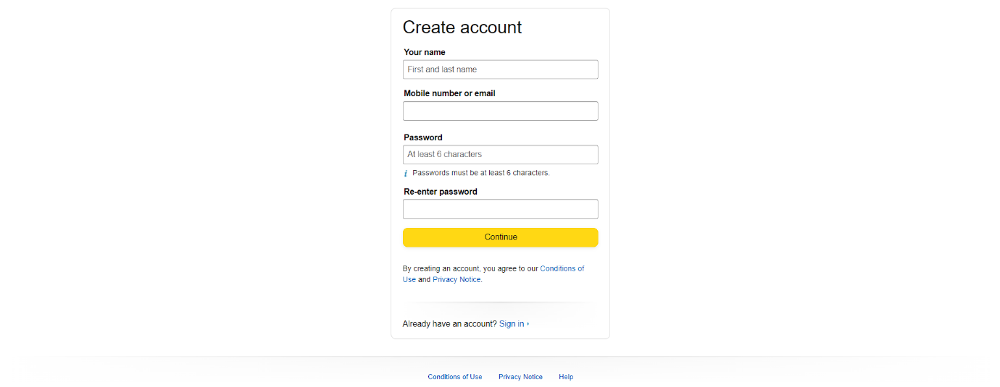 Create account
Your name
First and last name
Mobile number or email
Password
At least 6 characters
i Passwords must be at least 6 characters.
Re-enter password
Continue
By creating an account, you agree to our Conditions of
Use and Privacy Notice.
Already have an account? Sign in
Conditions of Use Privacy Notice Help